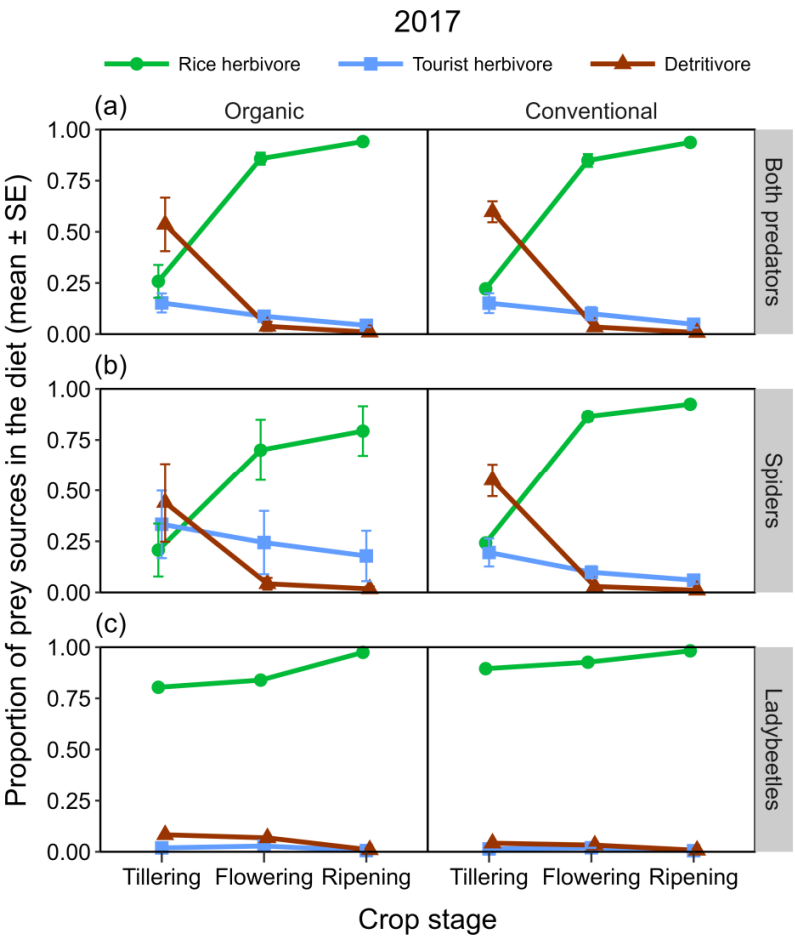 2017
Rice herbivore Tourist herbivore Detritivore
(a)
Organic Conventional
1.00
0.75
0.50
0.25
0.00
Both predators
(b)
1.00
0.75
0.50
0.25
0.00
Spiders
(c)
1.00
0.75
0.50
0.25
0.00
Ladybeetles
Tillering Flowering Ripening Tillering Flowering Ripening
Crop stage
Proportion of prey sources in the diet (mean ± SE)